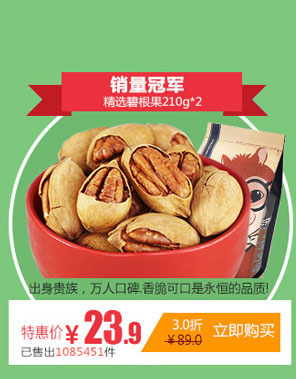 销量冠军
精选碧根果210g*2
出身贵族，万人口碑.香脆可口是永恒的品质!
特惠价¥23.9
已售出1085451件
3.0折
¥89.0
立即购买